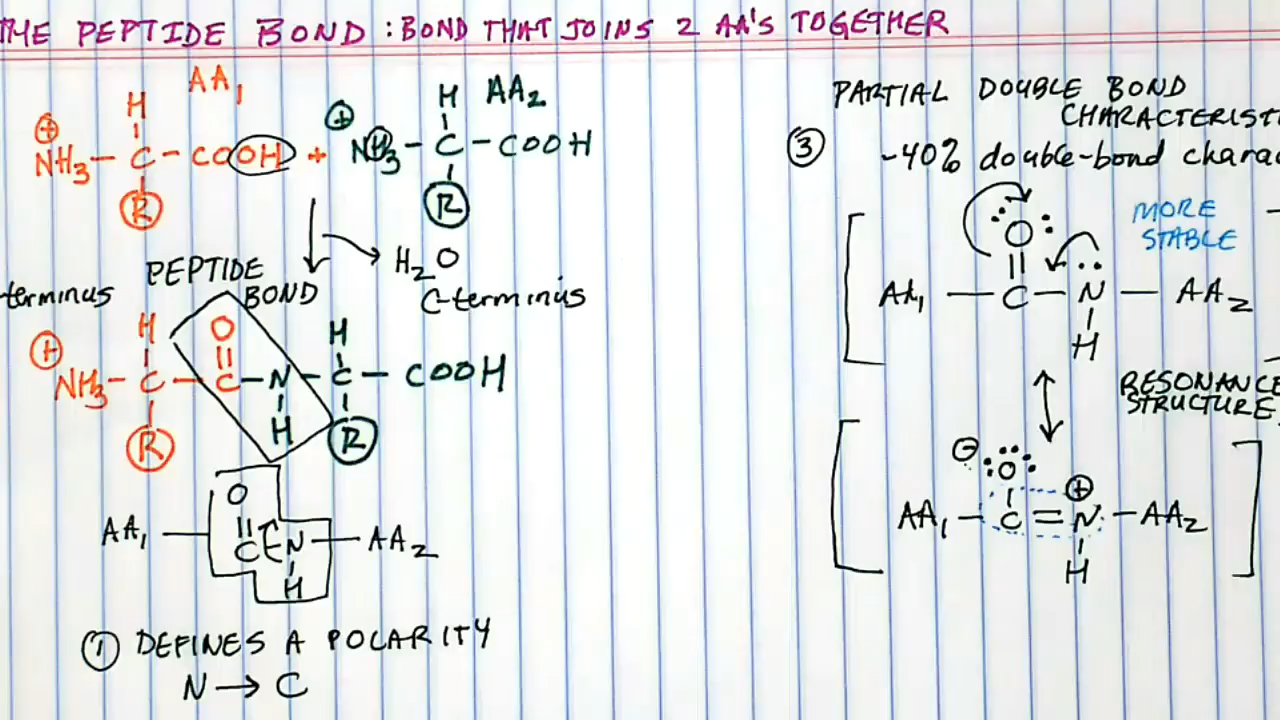 THE PEPTIDE BOND : BOND THAT JOINS 2 AA'S TOGETHER
AA1
H
⊕
NH3 — C — COOH +
R
AA2
⊕ H
NH3 — C — COOH
R
H2O
PEPTIDE
BOND
terminus
C-terminus
H O H
⊕
NH3 — C — C — N — C — COOH
R H R
O
AA1 — C N — AA2
H
① DEFINES A POLARITY
N → C
PARTIAL DOUBLE BOND
CHARACTERIST
③ ~40% double-bond charac
MORE
STABLE
O
AA1 — C — N — AA2
H
RESONANCE
STRUCTURE
⊖
O ⊕
AA1 — C = N — AA2
H